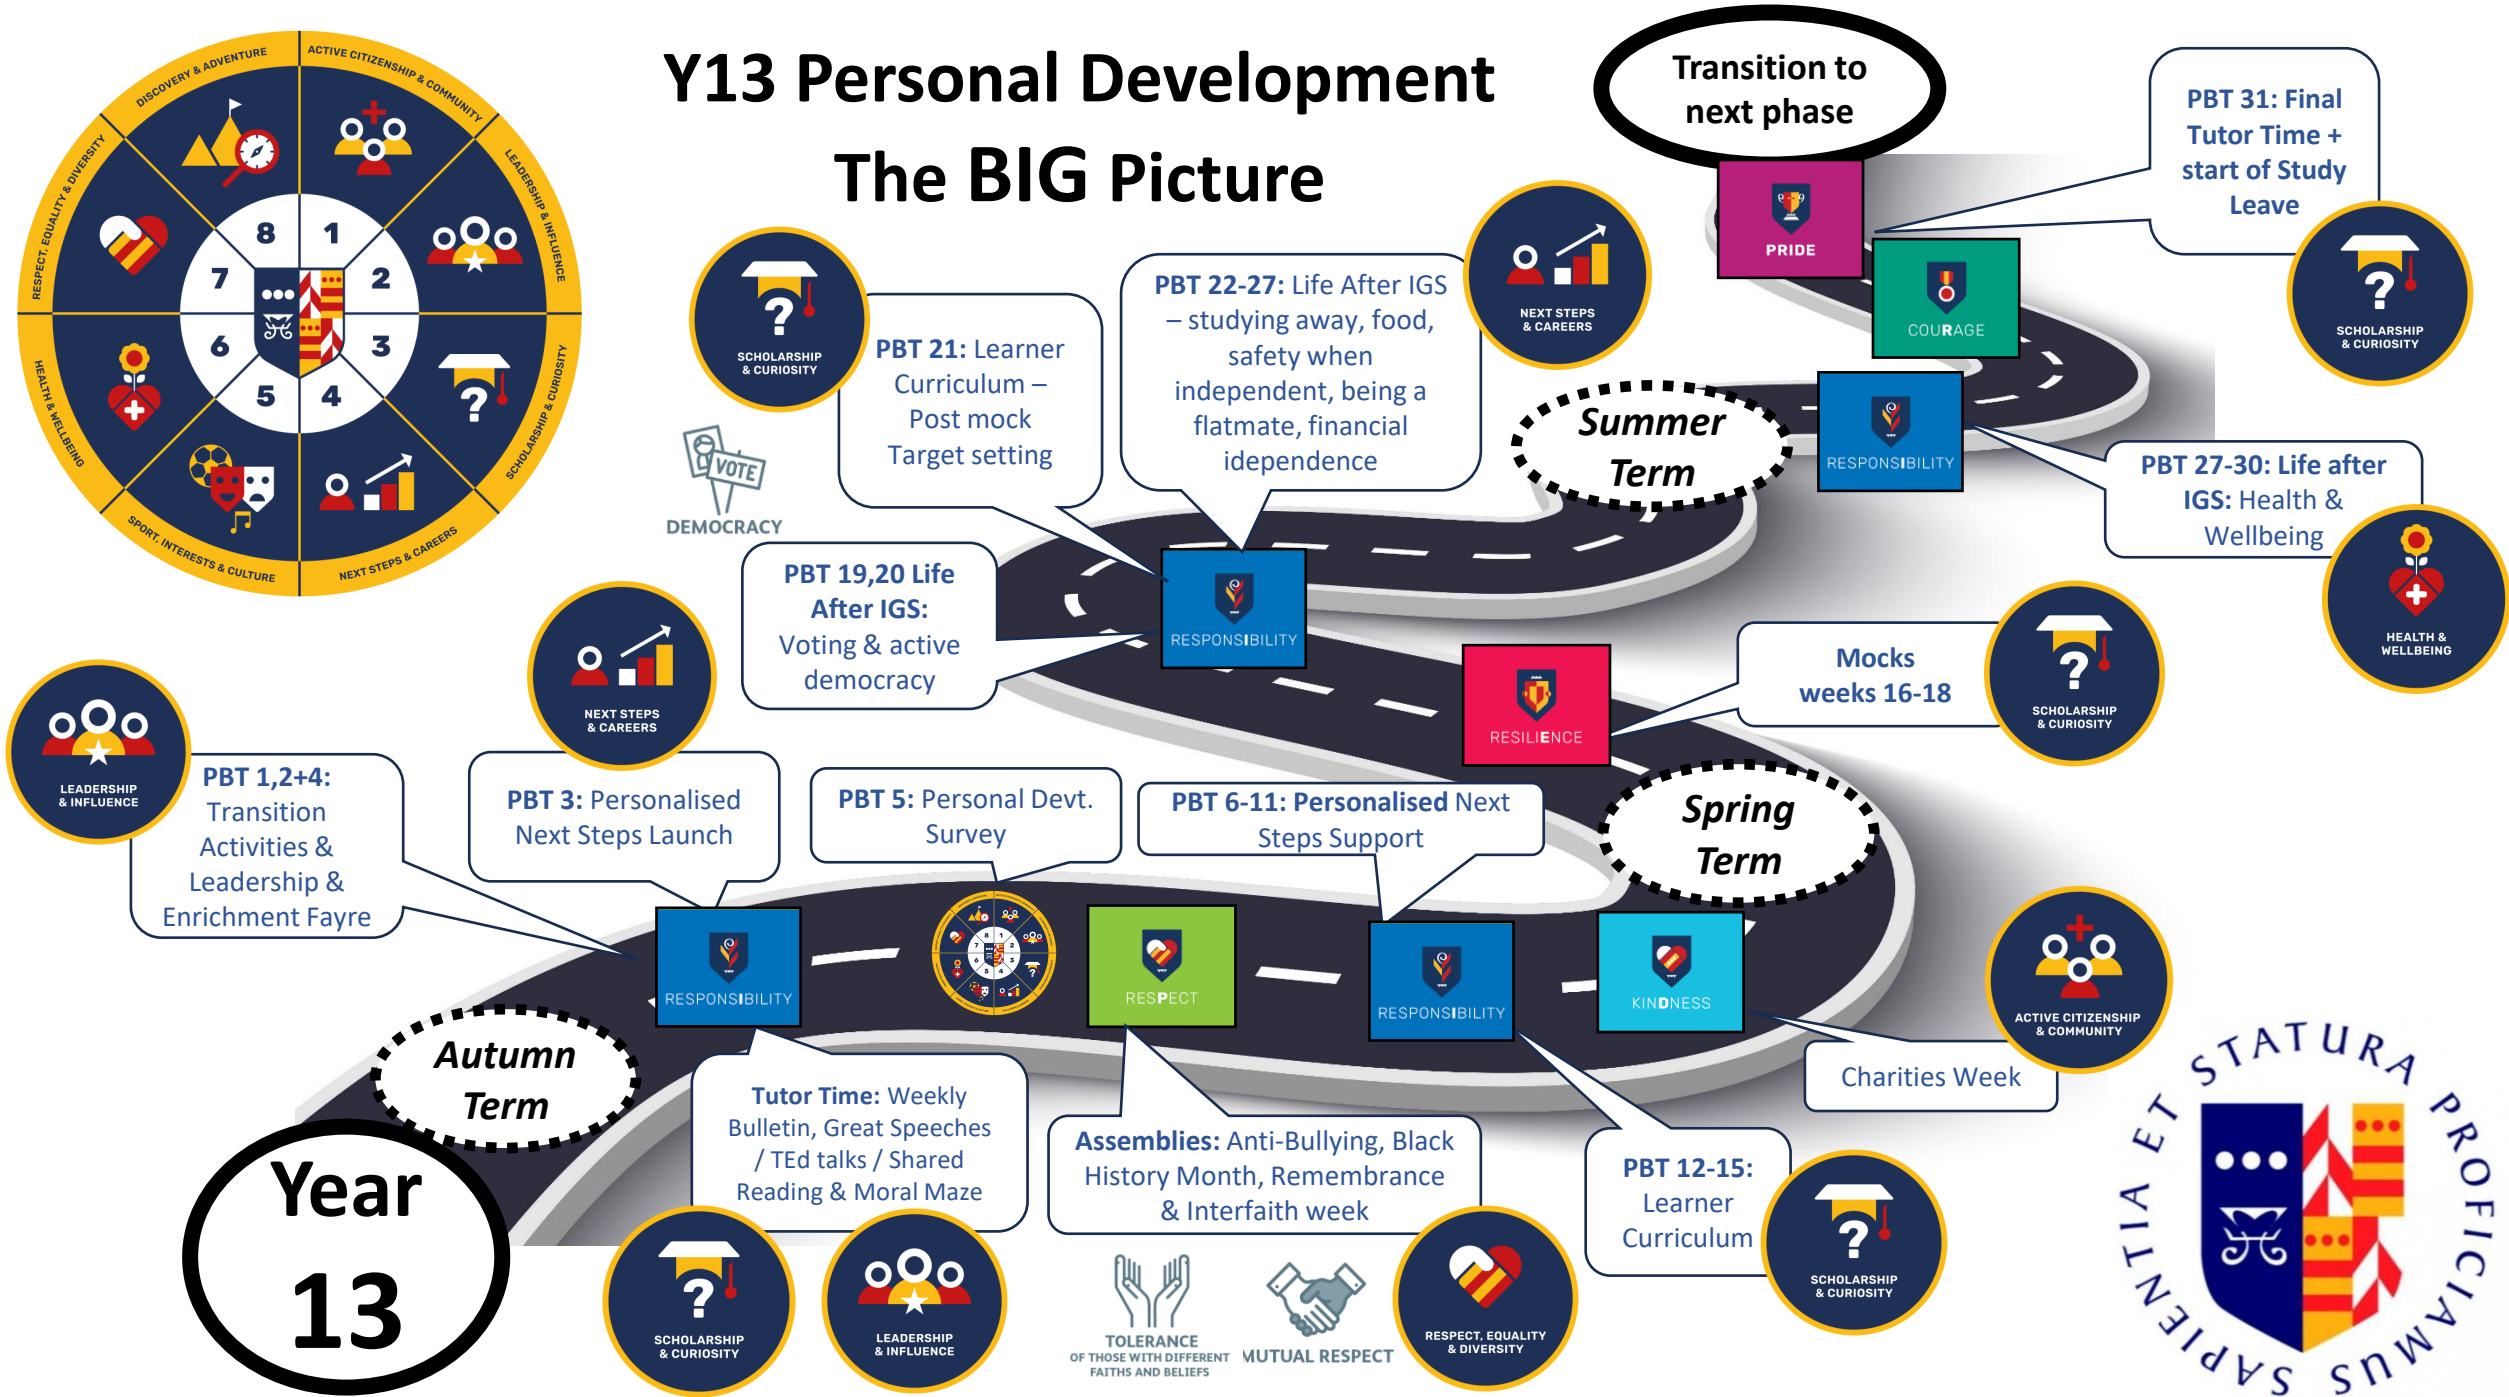 Y13 Personal Development
The BIG Picture
DISCOVERY & ADVENTURE
ACTIVE CITIZENSHIP & COMMUNITY
LEADERSHIP & INFLUENCE
SCHOLARSHIP & CURIOSITY
NEXT STEPS & CAREERS
SPORT, INTERESTS & CULTURE
HEALTH & WELLBEING
RESPECT, EQUALITY & DIVERSITY
8 1
7 2
6 3
5 4
Transition to
next phase
PBT 31: Final
Tutor Time +
start of Study
Leave
SCHOLARSHIP
& CURIOSITY
PRIDE
COURAGE
RESPONSIBILITY
Summer
Term
PBT 27-30: Life after
IGS: Health &
Wellbeing
HEALTH &
WELLBEING
SCHOLARSHIP
& CURIOSITY
PBT 21: Learner
Curriculum –
Post mock
Target setting
PBT 22-27: Life After IGS
– studying away, food,
safety when
independent, being a
flatmate, financial
idependence
NEXT STEPS
& CAREERS
VOTE
DEMOCRACY
PBT 19,20 Life
After IGS:
Voting & active
democracy
RESPONSIBILITY
RESILIENCE
Mocks
weeks 16-18
SCHOLARSHIP
& CURIOSITY
Spring
Term
LEADERSHIP
& INFLUENCE
PBT 1,2+4:
Transition
Activities &
Leadership &
Enrichment Fayre
NEXT STEPS
& CAREERS
PBT 3: Personalised
Next Steps Launch
PBT 5: Personal Devt.
Survey
PBT 6-11: Personalised Next
Steps Support
RESPONSIBILITY
8 1
7 2
6 3
5 4
RESPECT
RESPONSIBILITY
KINDNESS
ACTIVE CITIZENSHIP
& COMMUNITY
Charities Week
Autumn
Term
Year
13
Tutor Time: Weekly
Bulletin, Great Speeches
/ TEd talks / Shared
Reading & Moral Maze
SCHOLARSHIP
& CURIOSITY
LEADERSHIP
& INFLUENCE
Assemblies: Anti-Bullying, Black
History Month, Remembrance
& Interfaith week
TOLERANCE
OF THOSE WITH DIFFERENT
FAITHS AND BELIEFS
MUTUAL RESPECT
RESPECT, EQUALITY
& DIVERSITY
PBT 12-15:
Learner
Curriculum
SCHOLARSHIP
& CURIOSITY
SAPIENTIA ET STATURA PROFICIAMUS